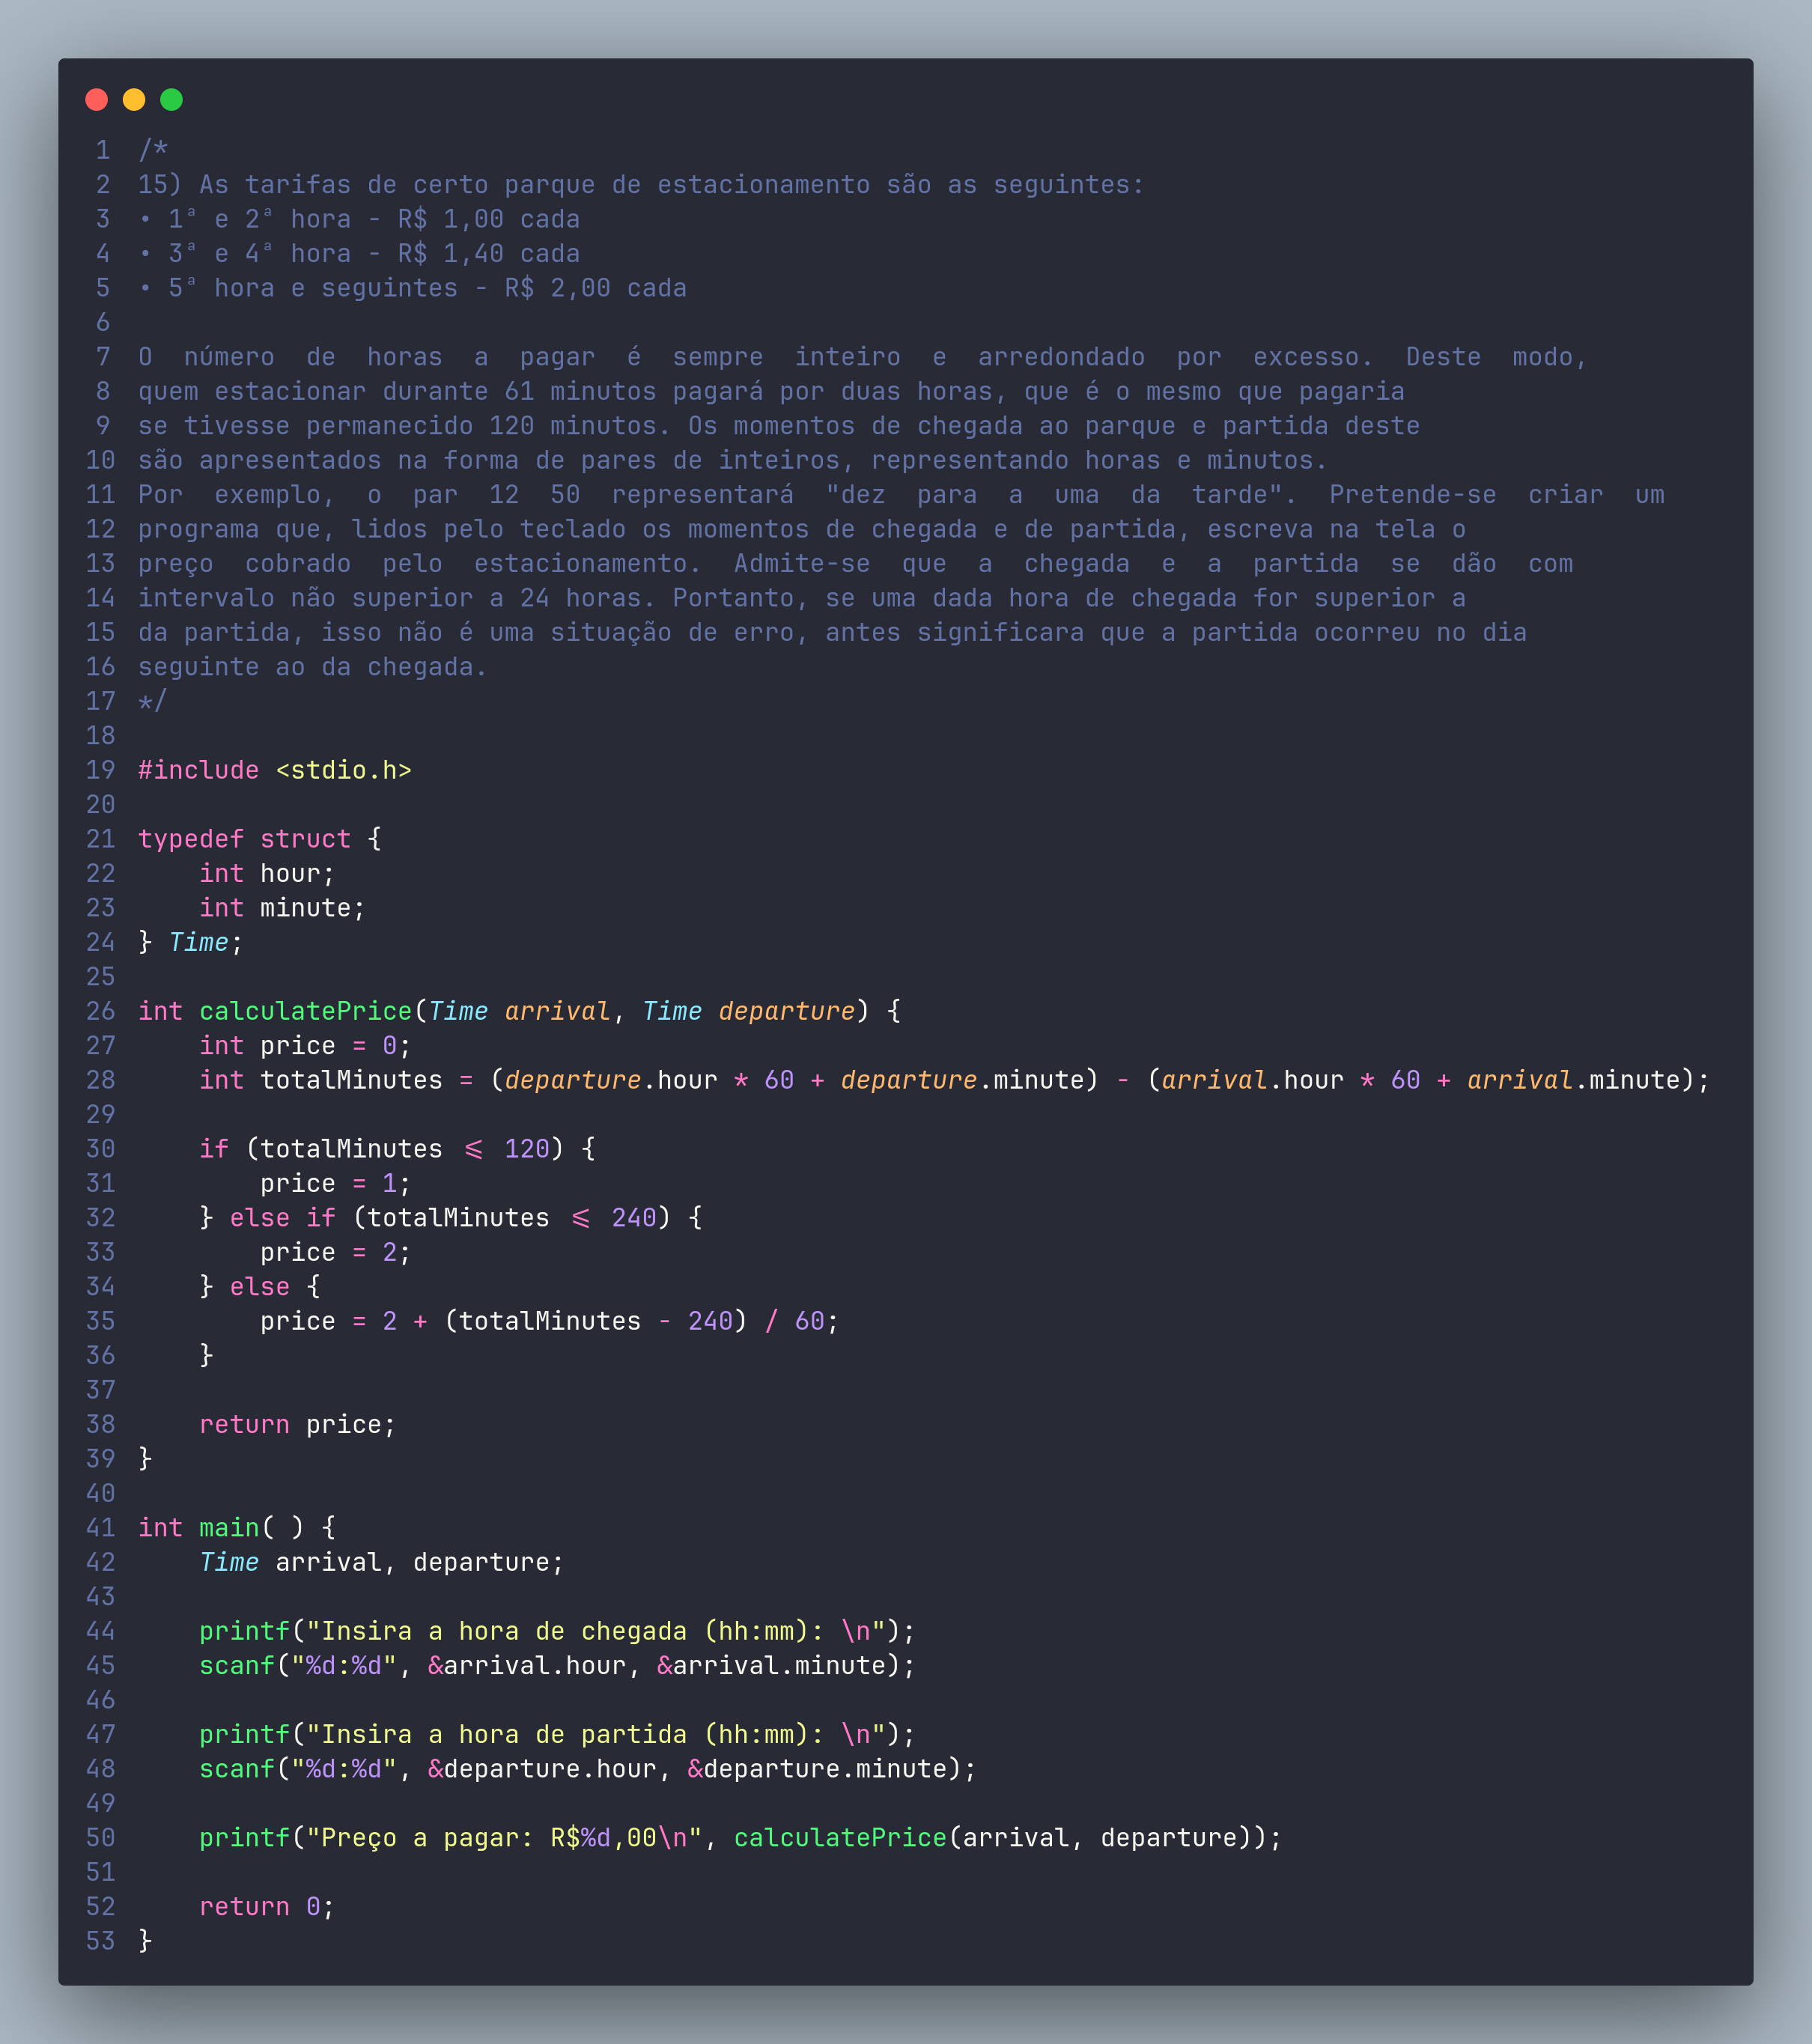 1 /*
2 15) As tarifas de certo parque de estacionamento são as seguintes:
3 • 1ª e 2ª hora - R$ 1,00 cada
4 • 3ª e 4ª hora - R$ 1,40 cada
5 • 5ª hora e seguintes - R$ 2,00 cada
6
7 O  número  de  horas  a  pagar  é  sempre  inteiro  e  arredondado  por  excesso.  Deste  modo,
8 quem estacionar durante 61 minutos pagará por duas horas, que é o mesmo que pagaria
9 se tivesse permanecido 120 minutos. Os momentos de chegada ao parque e partida deste
10 são apresentados na forma de pares de inteiros, representando horas e minutos.
11 Por  exemplo,  o  par  12  50  representará  "dez  para  a  uma  da  tarde".  Pretende-se  criar  um
12 programa que, lidos pelo teclado os momentos de chegada e de partida, escreva na tela o
13 preço  cobrado  pelo  estacionamento.  Admite-se  que  a  chegada  e  a  partida  se  dão  com
14 intervalo não superior a 24 horas. Portanto, se uma dada hora de chegada for superior a
15 da partida, isso não é uma situação de erro, antes significara que a partida ocorreu no dia
16 seguinte ao da chegada.
17 */
18
19 #include <stdio.h>
20
21 typedef struct {
22     int hour;
23     int minute;
24 } Time;
25
26 int calculatePrice(Time arrival, Time departure) {
27     int price = 0;
28     int totalMinutes = (departure.hour * 60 + departure.minute) - (arrival.hour * 60 + arrival.minute);
29
30     if (totalMinutes <= 120) {
31         price = 1;
32     } else if (totalMinutes <= 240) {
33         price = 2;
34     } else {
35         price = 2 + (totalMinutes - 240) / 60;
36     }
37
38     return price;
39 }
40
41 int main( ) {
42     Time arrival, departure;
43
44     printf("Insira a hora de chegada (hh:mm): \n");
45     scanf("%d:%d", &arrival.hour, &arrival.minute);
46
47     printf("Insira a hora de partida (hh:mm): \n");
48     scanf("%d:%d", &departure.hour, &departure.minute);
49
50     printf("Preço a pagar: R$%d,00\n", calculatePrice(arrival, departure));
51
52     return 0;
53 }